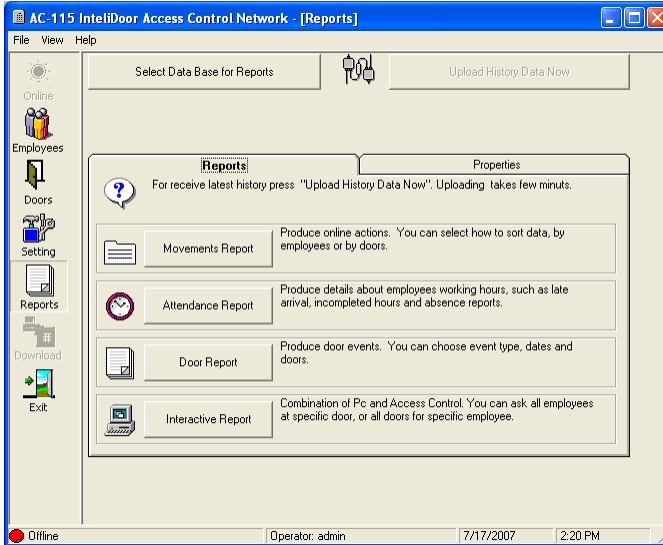 AC-115 InteliDoor Access Control Network - [Reports]
File View Help
Select Data Base for Reports
Upload History Data Now
Online
Employees
Doors
Setting
Reports
Download
Exit
Reports
Properties
For receive latest history press "Upload History Data Now". Uploading takes few minuts.
Movements Report
Produce online actions. You can select how to sort data, by
employees or by doors.
Attendance Report
Produce details about employees working hours, such as late
arrival, incompleted hours and absence reports.
Door Report
Produce door events. You can choose event type, dates and
doors.
Interactive Report
Combination of Pc and Access Control. You can ask all employees
at specific door, or all doors for specific employee.
Offline
Operator: admin
7/17/2007
2:20 PM